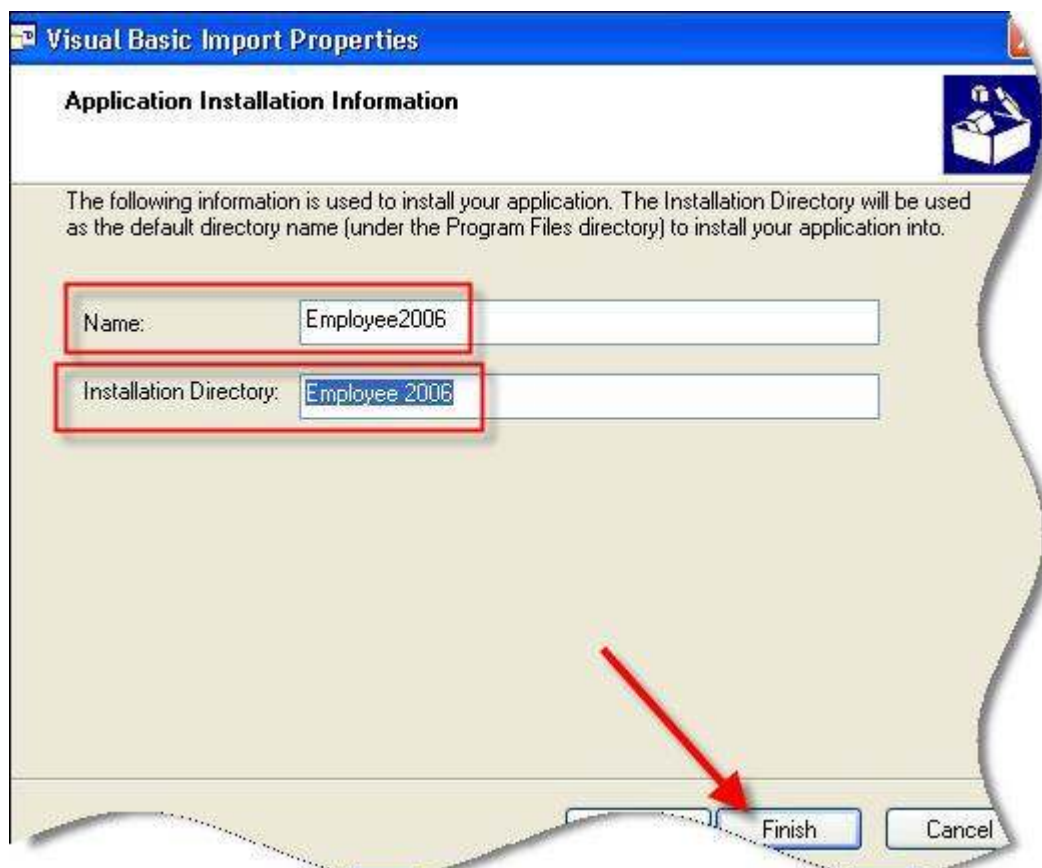 Visual Basic Import Properties
Application Installation Information
The following information is used to install your application. The Installation Directory will be used
as the default directory name (under the Program Files directory) to install your application into.
Name: Employee2006
Installation Directory: Employee 2006
Finish Cancel